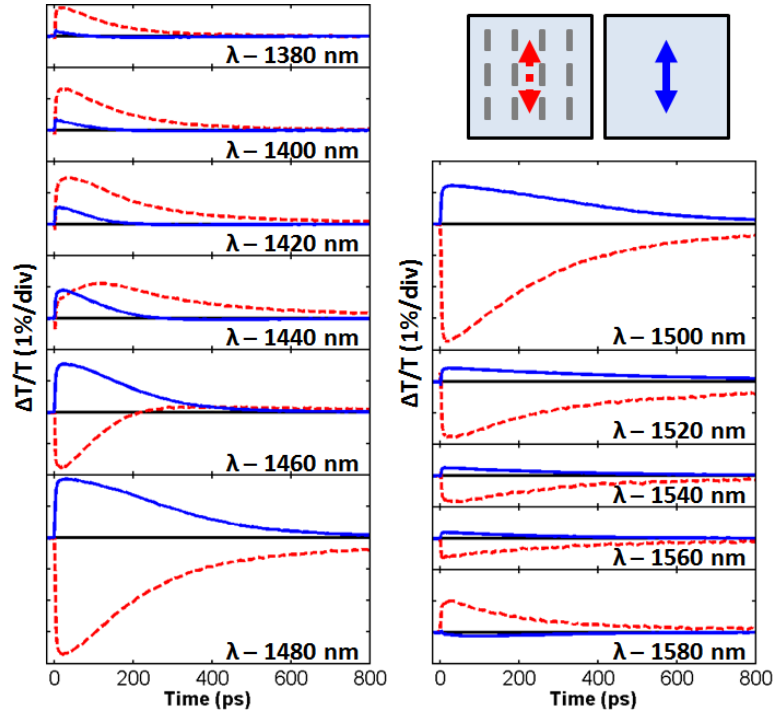 λ – 1380 nm
λ – 1400 nm
λ – 1420 nm
λ – 1440 nm
λ – 1460 nm
λ – 1480 nm
ΔT/T (1%/div)
0 200 400 600 800
Time (ps)
λ – 1500 nm
λ – 1520 nm
λ – 1540 nm
λ – 1560 nm
λ – 1580 nm
ΔT/T (1%/div)
0 200 400 600 800
Time (ps)